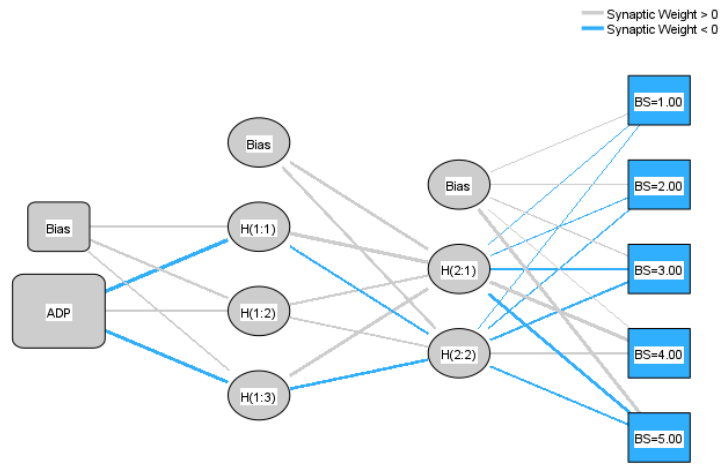 Synaptic Weight > 0
Synaptic Weight < 0
BS=1.00
Bias
Bias
BS=2.00
Bias
H(1:1)
H(2:1)
BS=3.00
ADP
H(1:2)
H(2:2)
BS=4.00
H(1:3)
BS=5.00